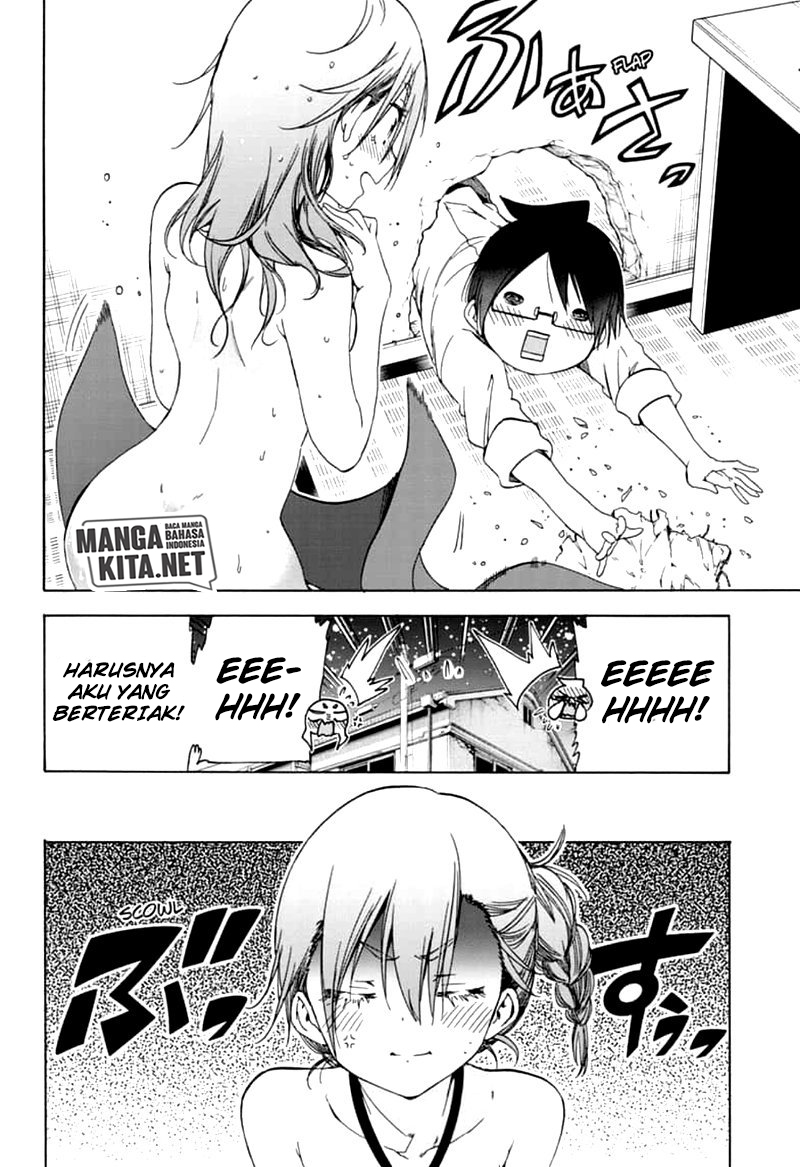 ふぁさっ
FLAP
MANGA
KITA.NET
BACA MANGA
BAHASA
INDONESIA
EEEEE
HHHH!
EEE-
HHH!
HARUSNYA
AKU YANG
BERTERIAK!
SCOWL
ぶっ
すぅっ